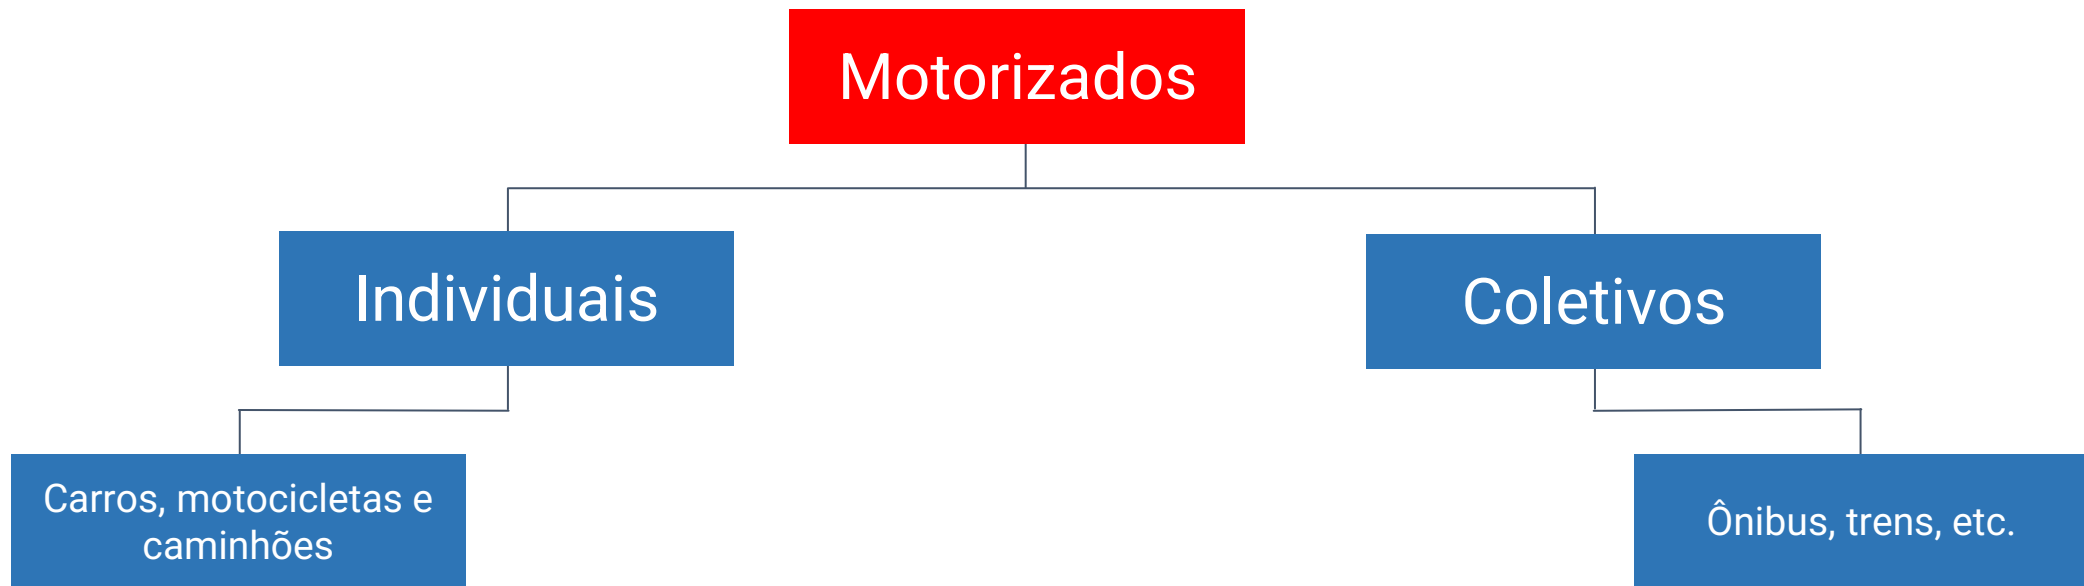 Motorizados
Individuais
Coletivos
Carros, motocicletas e
caminhões
Ônibus, trens, etc.